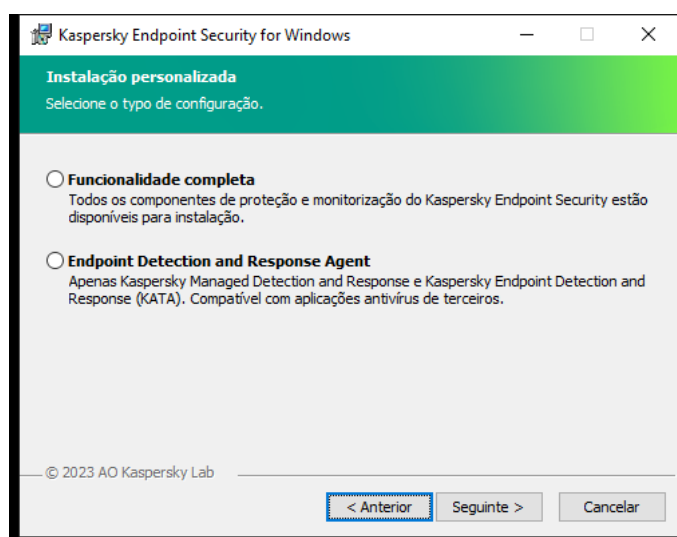 Kaspersky Endpoint Security for Windows
Instalação personalizada
Selecione o typo de configuração.
Funcionalidade completa
Todos os componentes de proteção e monitorização do Kaspersky Endpoint Security estão
disponíveis para instalação.
Endpoint Detection and Response Agent
Apenas Kaspersky Managed Detection and Response e Kaspersky Endpoint Detection and
Response (KATA). Compatível com aplicações antivírus de terceiros.
© 2023 AO Kaspersky Lab
< Anterior
Seguinte >
Cancelar